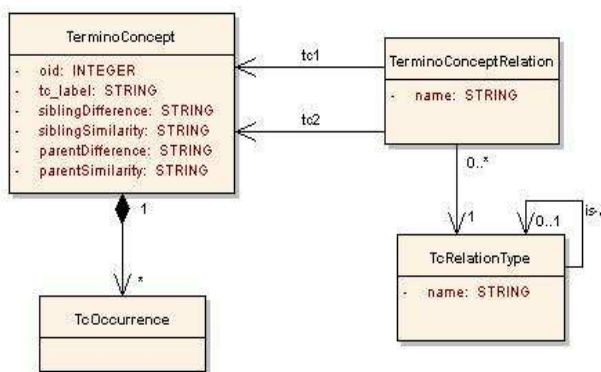 TerminoConcept
- oid: INTEGER
- tc_label: STRING
- siblingDifference: STRING
- siblingSimilarity: STRING
- parentDifference: STRING
- parentSimilarity: STRING
tc1
tc2
TerminoConceptRelation
- name: STRING
0..*
1
0..1
is-
TcRelationType
- name: STRING
1
*
TcOccurrence